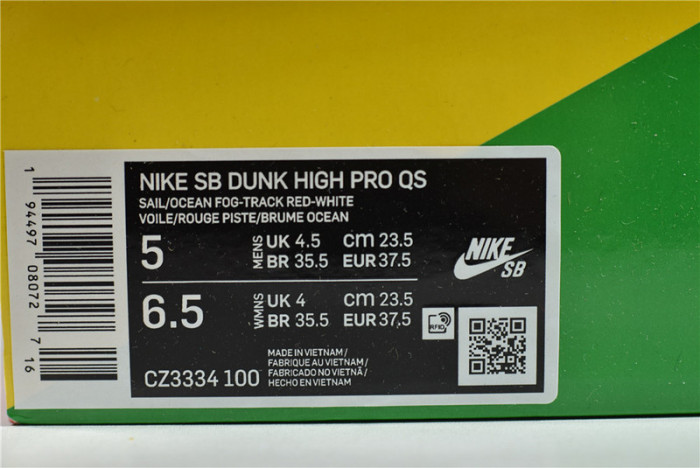 1 94497 08072 7 16
NIKE SB DUNK HIGH PRO QS
SAIL/OCEAN FOG-TRACK RED-WHITE
VOILE/ROUGE PISTE/BRUME OCEAN
5 MENS UK 4.5 CM 23.5
BR 35.5 EUR 37.5
6.5 WMNS UK 4 CM 23.5
BR 35.5 EUR 37.5
NIKE
SB
RFID
CZ3334 100
MADE IN VIETNAM/
FABRIQUE AU VIETNAM/
FABRICADO NO VIETNÃ/
HECHO EN VIETNAM